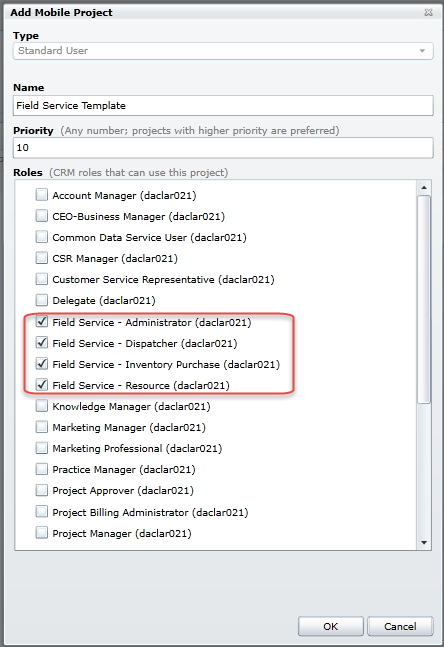 Add Mobile Project
Type
Standard User
Name
Field Service Template
Priority (Any number; projects with higher priority are preferred)
10
Roles (CRM roles that can use this project)
Account Manager (daclar021)
CEO-Business Manager (daclar021)
Common Data Service User (daclar021)
CSR Manager (daclar021)
Customer Service Representative (daclar021)
Delegate (daclar021)
Field Service - Administrator (daclar021)
Field Service - Dispatcher (daclar021)
Field Service - Inventory Purchase (daclar021)
Field Service - Resource (daclar021)
Knowledge Manager (daclar021)
Marketing Manager (daclar021)
Marketing Professional (daclar021)
Practice Manager (daclar021)
Project Approver (daclar021)
Project Billing Administrator (daclar021)
Project Manager (daclar021)
OK Cancel